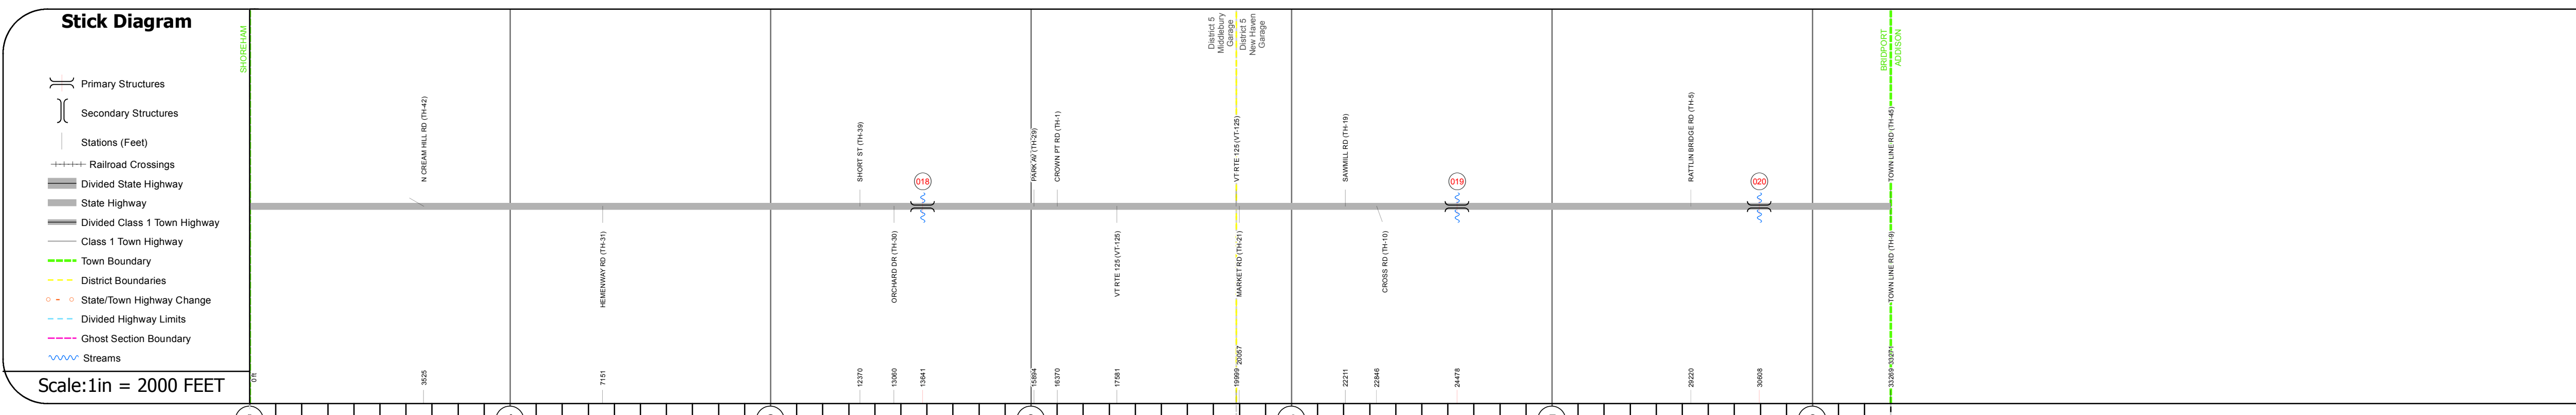 Stick Diagram
Primary Structures
Secondary Structures
Stations (Feet)
Railroad Crossings
Divided State Highway
State Highway
Divided Class 1 Town Highway
Class 1 Town Highway
Town Boundary
District Boundaries
State/Town Highway Change
Divided Highway Limits
Ghost Section Boundary
Streams
Scale:1in = 2000 FEET
SHOREHAM
District 5
Middlebury
Garage
District 5
New Haven
Garage
BRIDPORT
ADDISON
N CREAM HILL RD (TH-42)
SHORT ST (TH-39)
PARK AV (TH-29)
CROWN PT RD (TH-1)
VT RTE 125 (VT-125)
SAWMILL RD (TH-19)
RATTLIN BRIDGE RD (TH-5)
TOWN LINE RD (TH-45)
018
019
020
HEMENWAY RD (TH-31)
ORCHARD DR (TH-30)
VT RTE 125 (VT-125)
MARKET RD (TH-21)
CROSS RD (TH-10)
TOWN LINE RD (TH-9)
0 ft
3525
7151
12370
13060
13641
15894
16370
17581
19999
20057
22211
22846
24478
29220
30608
33269
33271